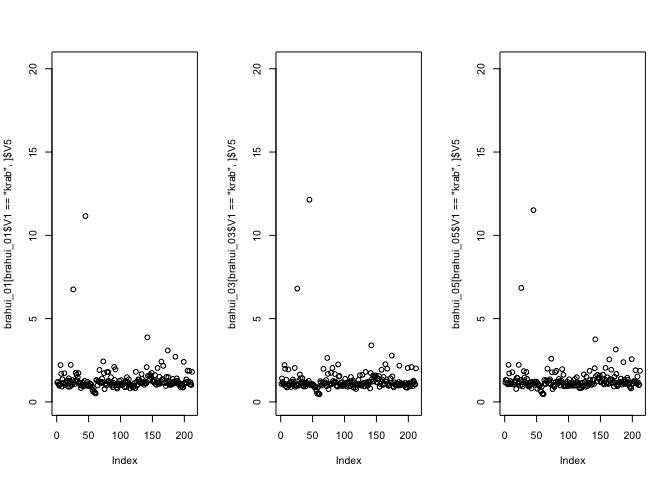 brahui_01[brahui_01$V1 == "krab", ]$V5
0 5 10 15 20
0 50 100 150 200
Index
brahui_03[brahui_03$V1 == "krab", ]$V5
0 5 10 15 20
0 50 100 150 200
Index
brahui_05[brahui_05$V1 == "krab", ]$V5
0 5 10 15 20
0 50 100 150 200
Index